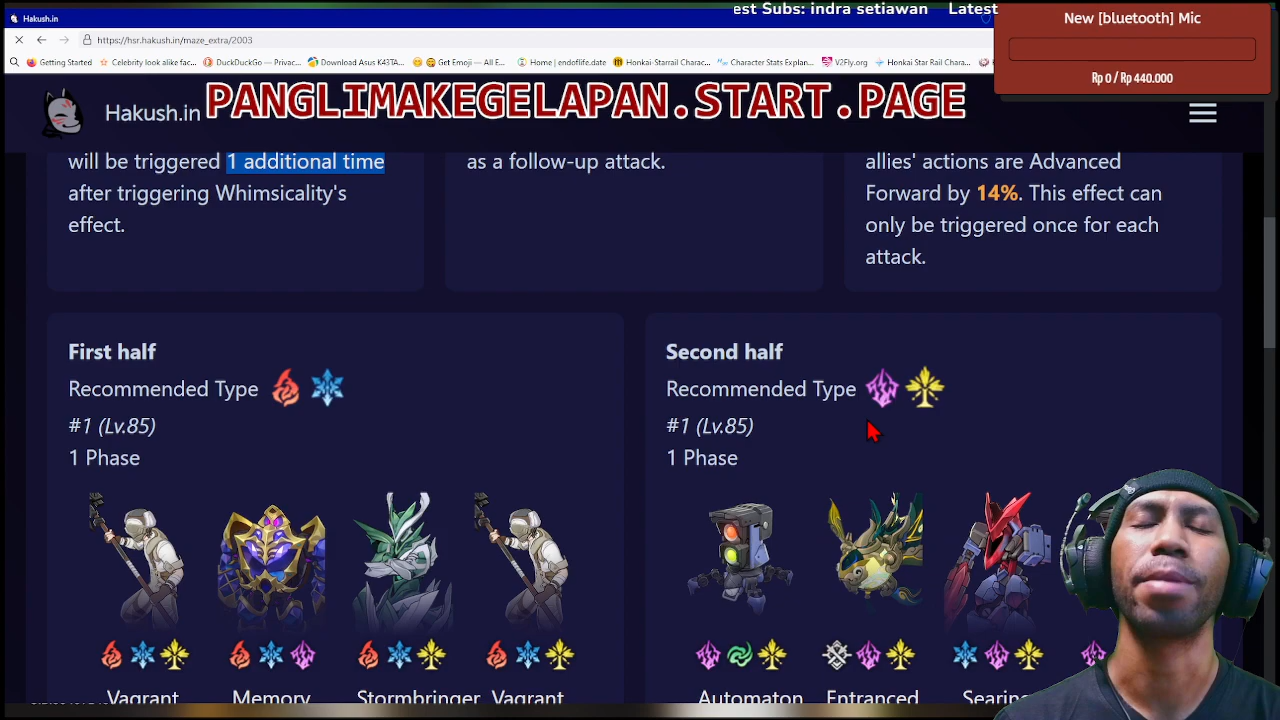 Hakush.in
est Subs: indra setiawan Latest
New [bluetooth] Mic
Rp 0 / Rp 440.000
https://hsr.hakush.in/maze_extra/2003
Getting Started
Celebrity look alike fac...
DuckDuckGo — Privac...
Download Asus K43TA...
Get Emoji — All E...
Home | endoflife.date
Honkai-Starrail Charac...
Character Stats Explan...
V2Fly.org
Honkai Star Rail Char...
Hakush.in
PANGLIMAKEGELAPAN.START.PAGE
will be triggered 1 additional time
after triggering Whimsicality's
effect.
as a follow-up attack.
allies' actions are Advanced
Forward by 14%. This effect can
only be triggered once for each
attack.
First half
Recommended Type
#1 (Lv.85)
1 Phase
Vagrant
Memory
Stormbringer
Vagrant
Second half
Recommended Type
#1 (Lv.85)
1 Phase
Automaton
Entranced